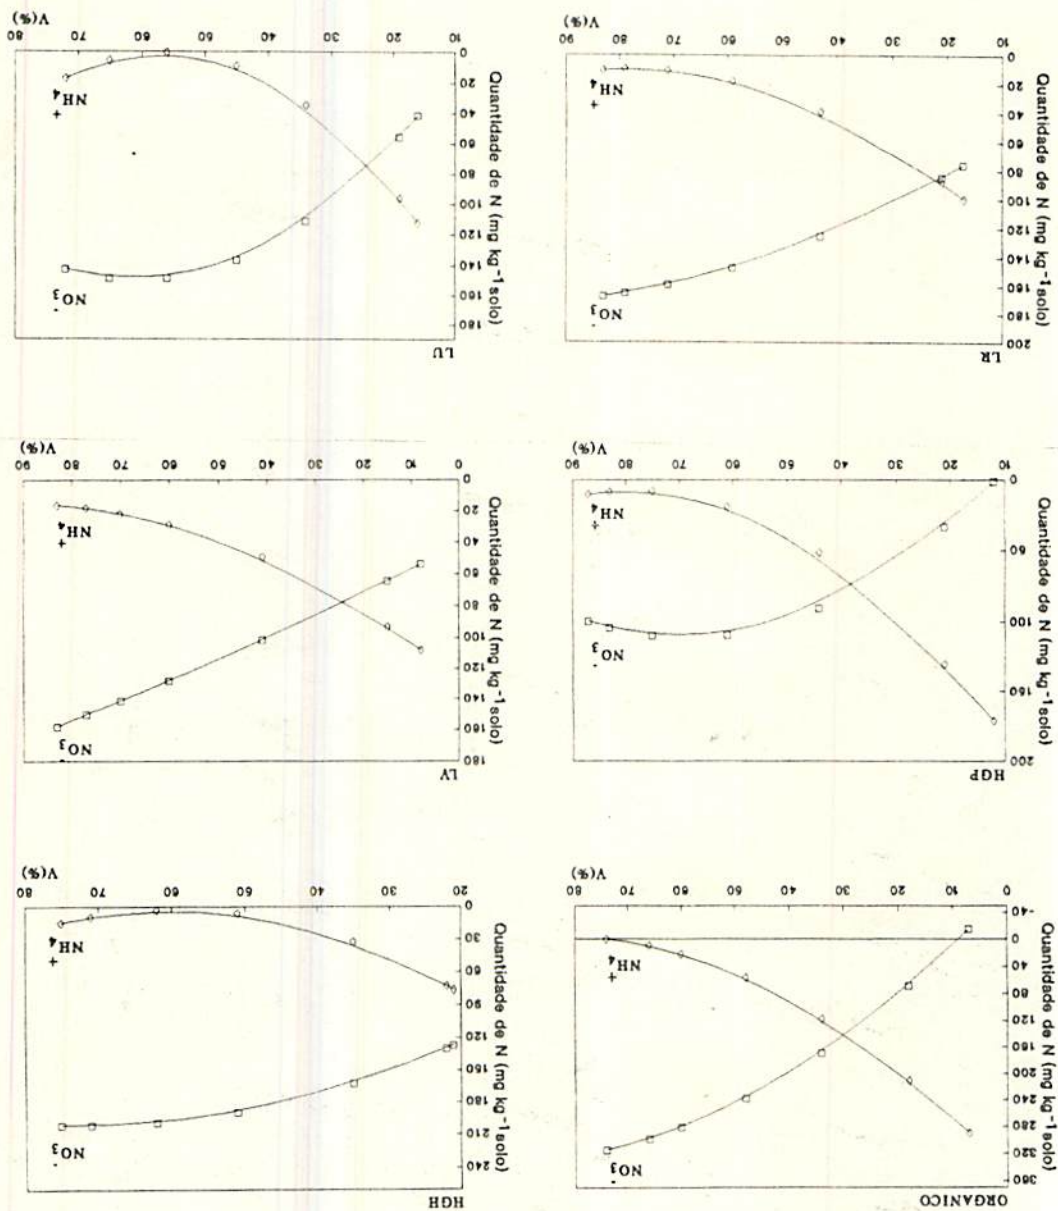 ORGANICO
Quantidade de N (mg kg⁻¹solo)
360
320
280
240
200
160
120
80
40
0
-40
NO₃⁻
NH₄⁺
0 10 20 30 40 50 60 70 80
V(%)
HGH
Quantidade de N (mg kg⁻¹solo)
240
210
180
150
120
90
60
30
0
NO₃⁻
NH₄⁺
20 30 40 50 60 70 80
V(%)
HGP
Quantidade de N (mg kg⁻¹solo)
200
150
100
50
0
NO₃⁻
NH₄⁺
10 20 30 40 50 60 70 80 90
V(%)
LV
Quantidade de N (mg kg⁻¹solo)
180
160
140
120
100
80
60
40
20
0
NO₃⁻
NH₄⁺
0 10 20 30 40 50 60 70 80 90
V(%)
LR
Quantidade de N (mg kg⁻¹solo)
200
180
160
140
120
100
80
60
40
20
0
NO₃⁻
NH₄⁺
10 20 30 40 50 60 70 80 90
V(%)
LU
Quantidade de N (mg kg⁻¹solo)
180
160
140
120
100
80
60
40
20
0
NO₃⁻
NH₄⁺
10 20 30 40 50 60 70 80
V(%)